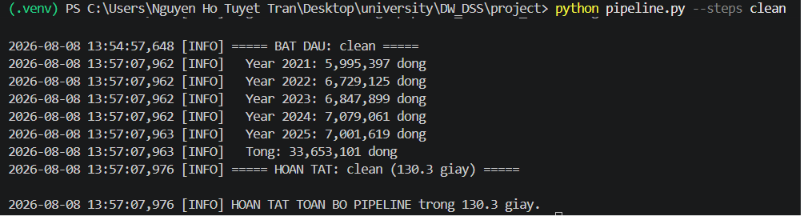 (.venv) PS C:\Users\Nguyen Ho Tuyet Tran\Desktop\university\DW_DSS\project> python pipeline.py --steps clean
2026-08-08 13:54:07,648 [INFO] ===== BAT DAU: clean =====
2026-08-08 13:57:07,962 [INFO]   Year 2021: 5,995,397 dong
2026-08-08 13:57:07,962 [INFO]   Year 2022: 6,729,125 dong
2026-08-08 13:57:07,962 [INFO]   Year 2023: 6,847,899 dong
2026-08-08 13:57:07,962 [INFO]   Year 2024: 7,079,061 dong
2026-08-08 13:57:07,963 [INFO]   Year 2025: 7,001,619 dong
2026-08-08 13:57:07,963 [INFO]   Tong: 33,653,101 dong
2026-08-08 13:57:07,976 [INFO] ===== HOAN TAT: clean (130.3 giay) =====
2026-08-08 13:57:07,976 [INFO] HOAN TAT TOAN BO PIPELINE trong 130.3 giay.